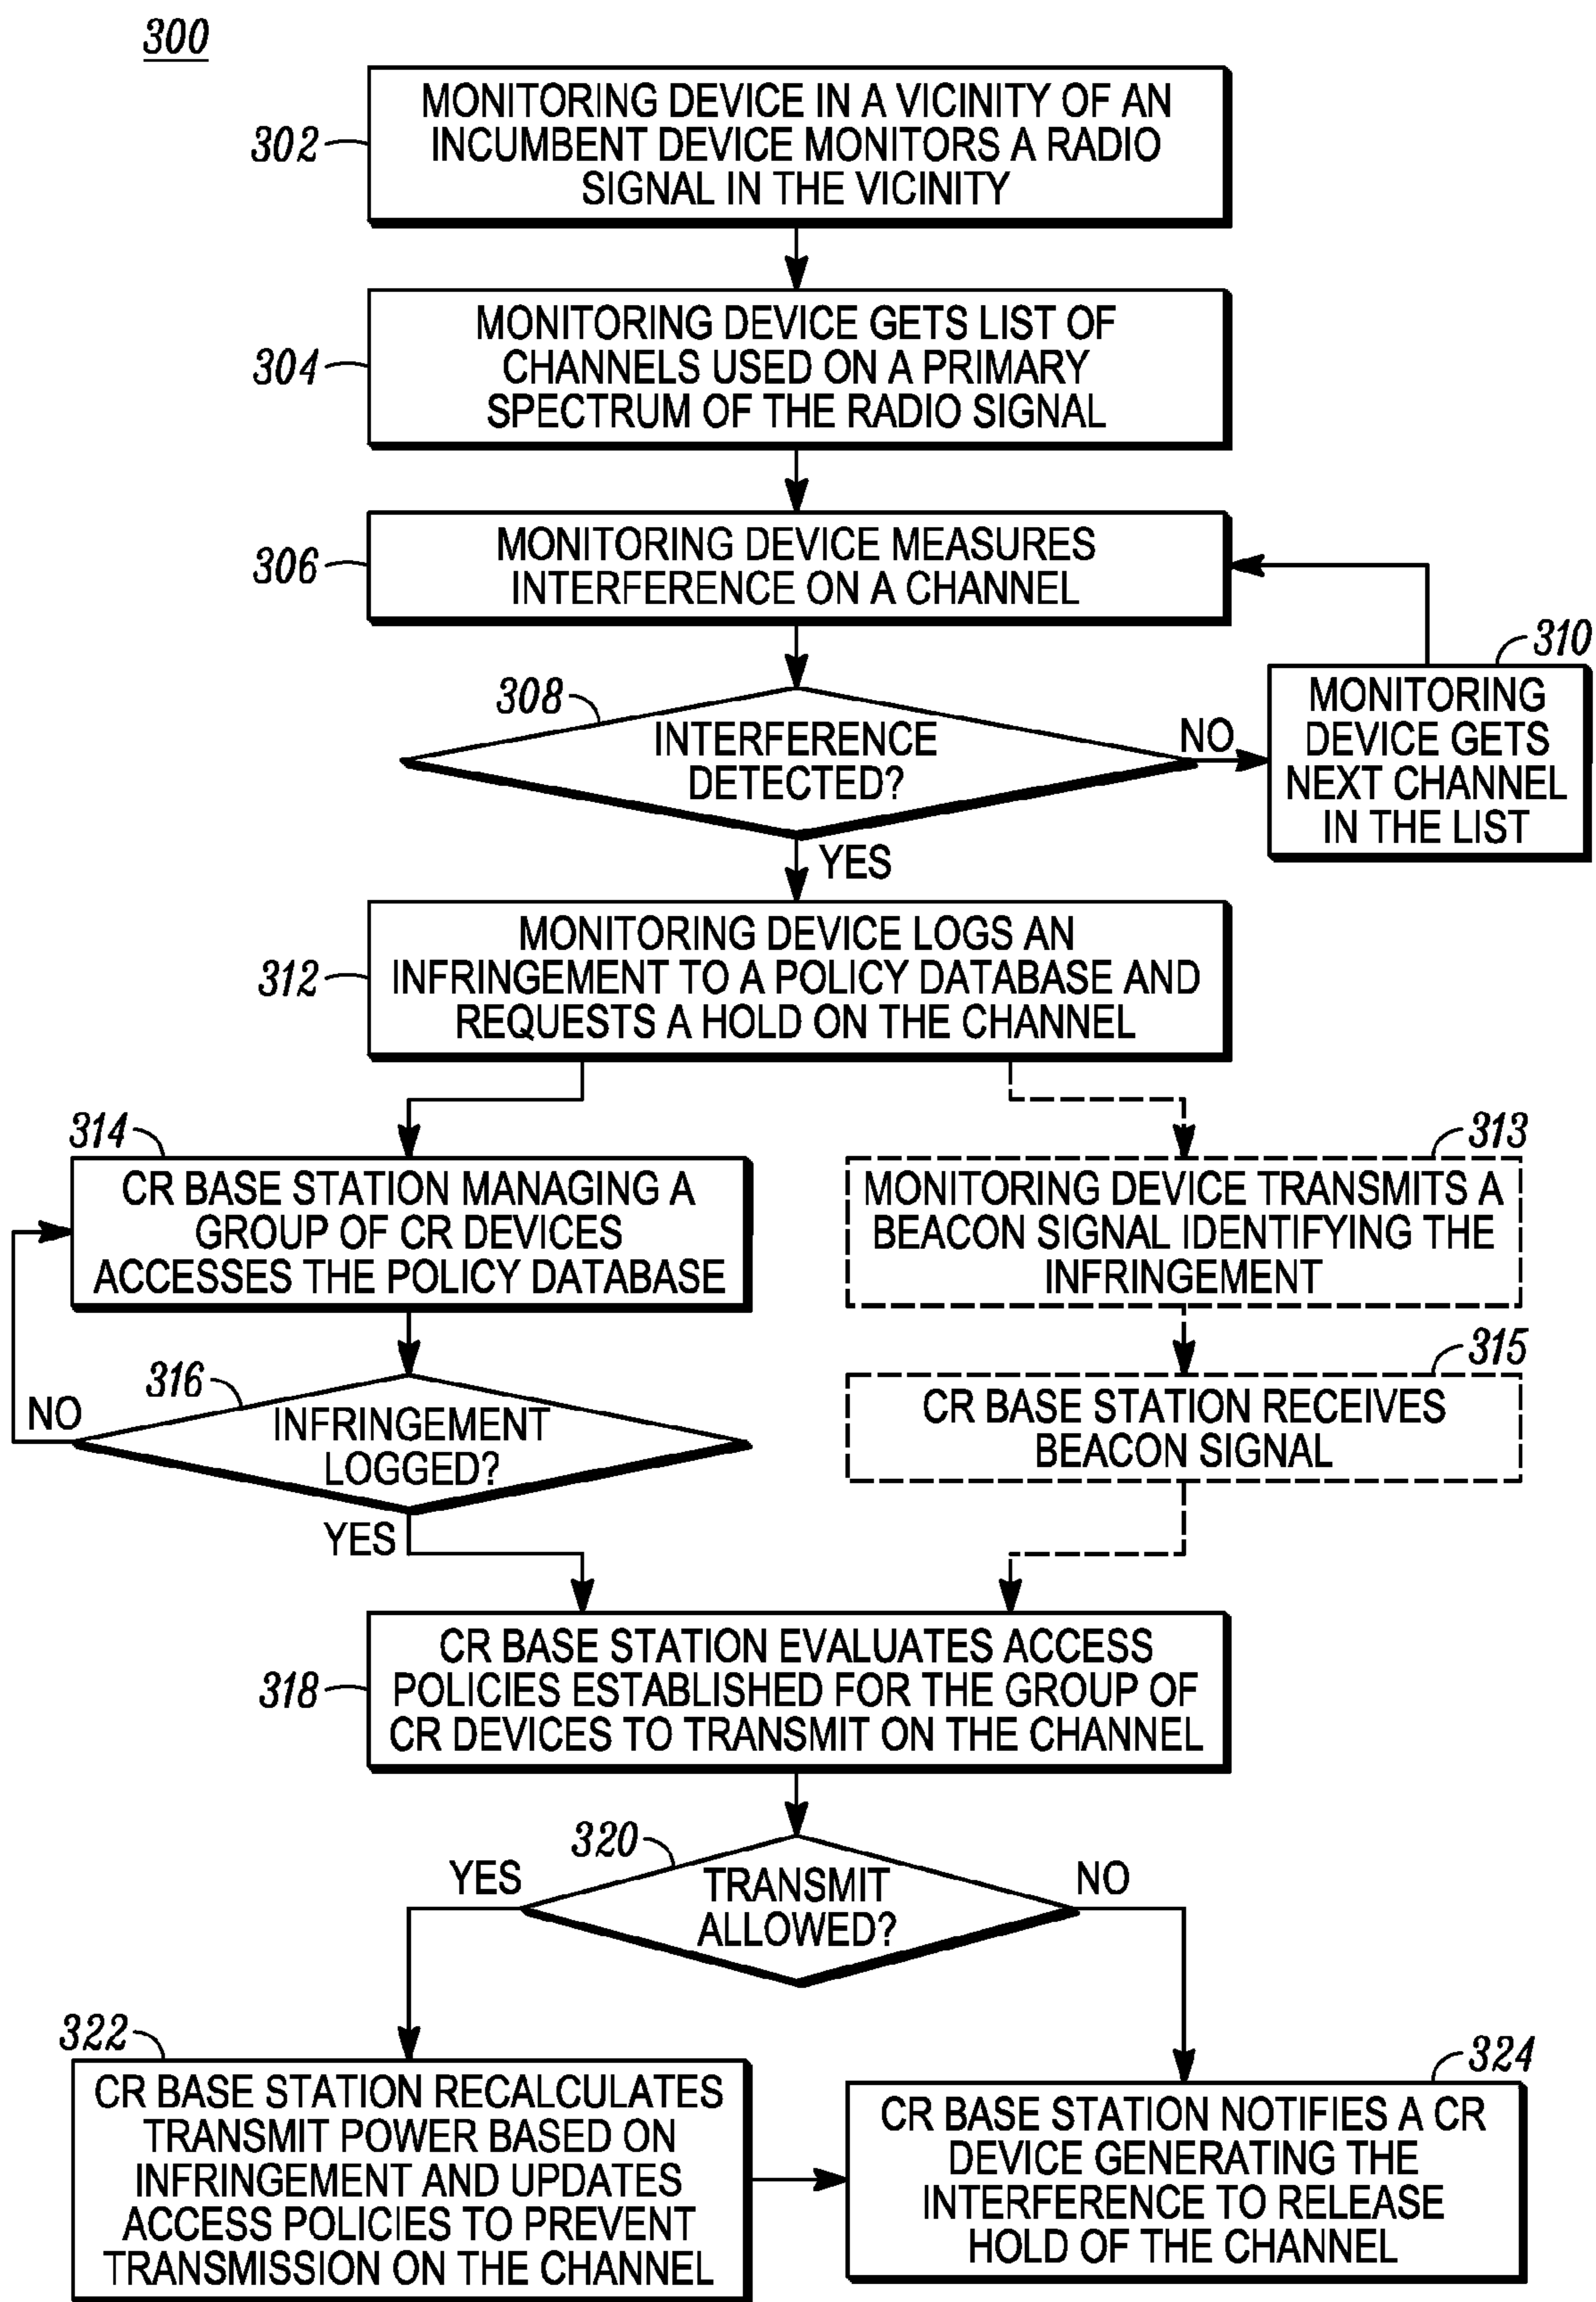 300
302
MONITORING DEVICE IN A VICINITY OF AN
INCUMBENT DEVICE MONITORS A RADIO
SIGNAL IN THE VICINITY
304
MONITORING DEVICE GETS LIST OF
CHANNELS USED ON A PRIMARY
SPECTRUM OF THE RADIO SIGNAL
306
MONITORING DEVICE MEASURES
INTERFERENCE ON A CHANNEL
308
INTERFERENCE
DETECTED?
NO
310
MONITORING
DEVICE GETS
NEXT CHANNEL
IN THE LIST
YES
312
MONITORING DEVICE LOGS AN
INFRINGEMENT TO A POLICY DATABASE AND
REQUESTS A HOLD ON THE CHANNEL
314
CR BASE STATION MANAGING A
GROUP OF CR DEVICES
ACCESSES THE POLICY DATABASE
313
MONITORING DEVICE TRANSMITS A
BEACON SIGNAL IDENTIFYING THE
INFRINGEMENT
316
INFRINGEMENT
LOGGED?
NO
YES
315
CR BASE STATION RECEIVES
BEACON SIGNAL
318
CR BASE STATION EVALUATES ACCESS
POLICIES ESTABLISHED FOR THE GROUP OF
CR DEVICES TO TRANSMIT ON THE CHANNEL
320
TRANSMIT
ALLOWED?
YES
NO
322
CR BASE STATION RECALCULATES
TRANSMIT POWER BASED ON
INFRINGEMENT AND UPDATES
ACCESS POLICIES TO PREVENT
TRANSMISSION ON THE CHANNEL
324
CR BASE STATION NOTIFIES A CR
DEVICE GENERATING THE
INTERFERENCE TO RELEASE
HOLD OF THE CHANNEL